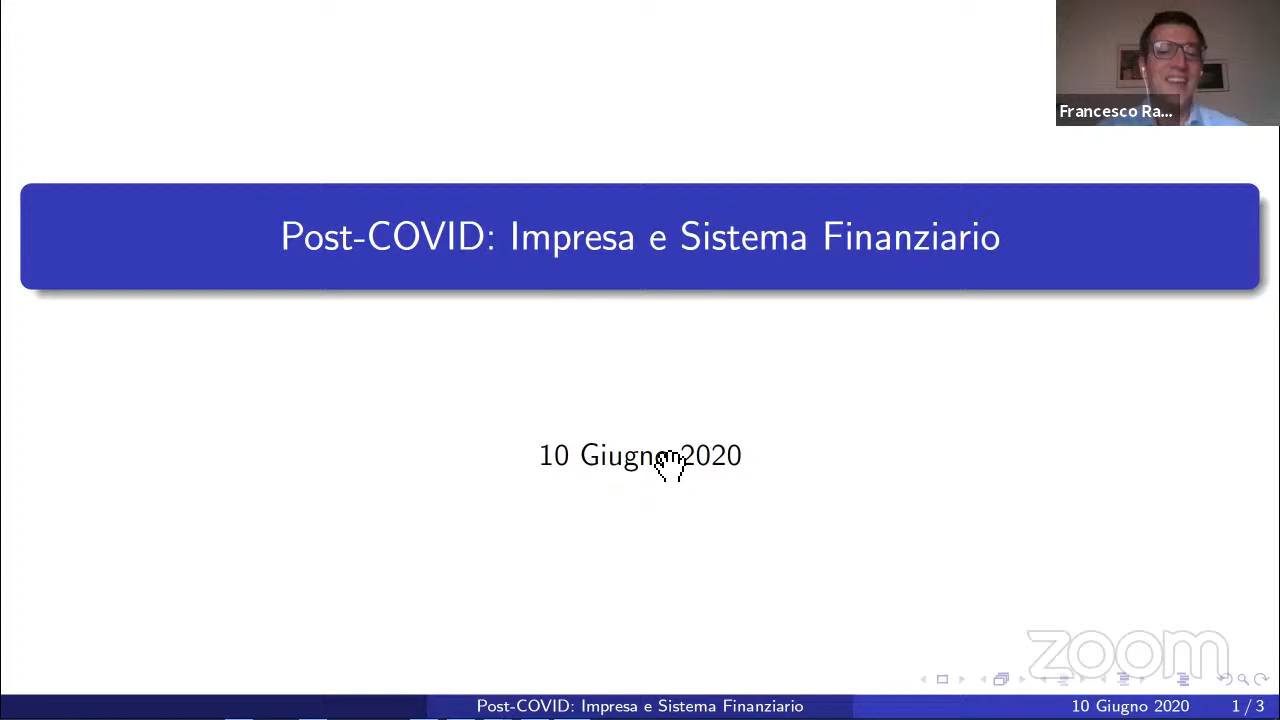 Francesco Ra...
Post-COVID: Impresa e Sistema Finanziario
10 Giugno 2020
zoom
Post-COVID: Impresa e Sistema Finanziario
10 Giugno 2020
1 / 3